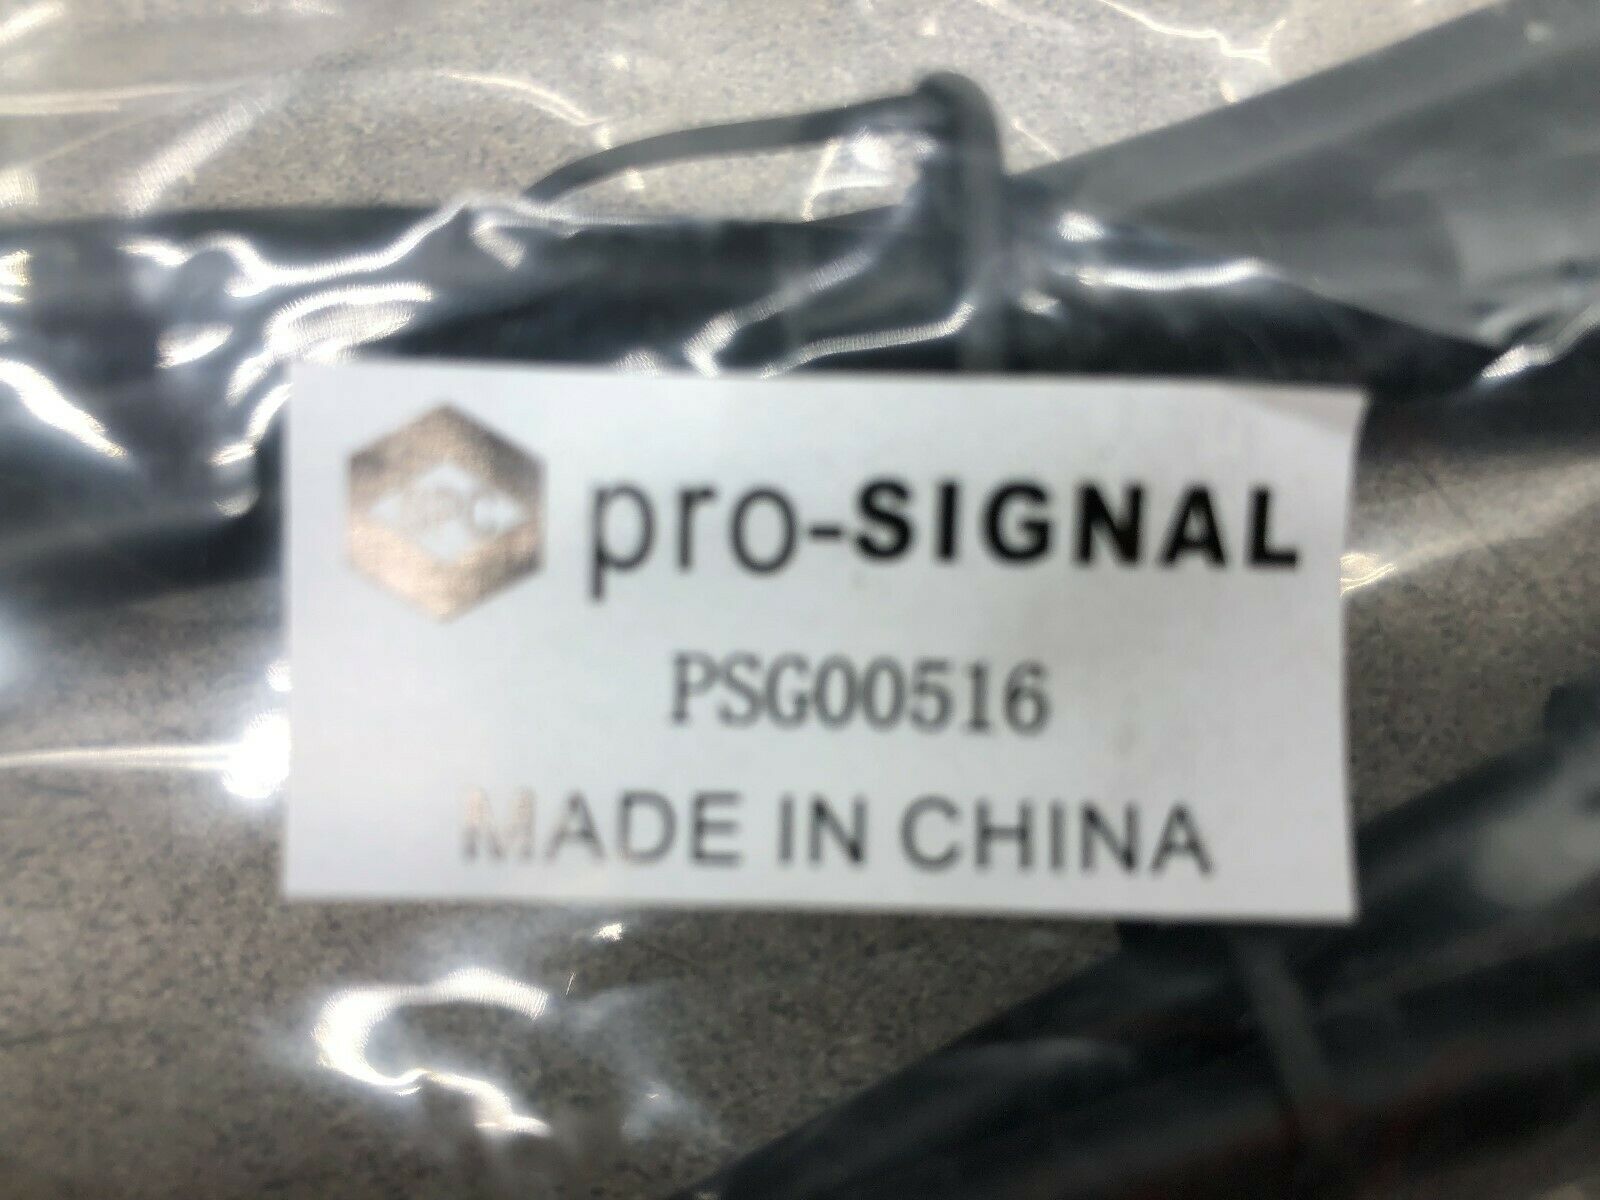 pro-SIGNAL
PSG00516
MADE IN CHINA